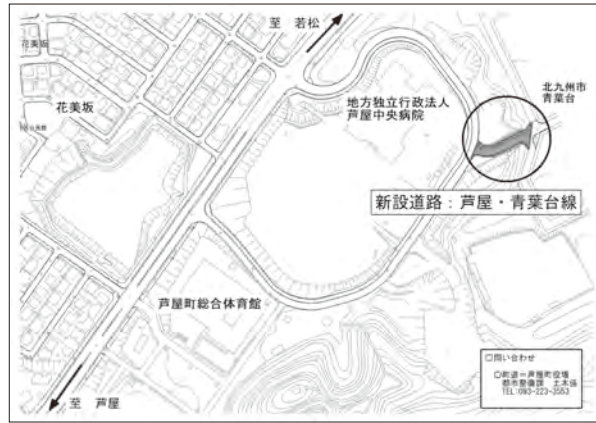 至 若松
花美坂
花美坂
地方独立行政法人
芦屋中央病院
北九州市
青葉台
新設道路：芦屋・青葉台線
芦屋町総合体育館
至 芦屋
□問い合わせ
○町道＝芦屋町役場
都市整備課 土木係
TEL:093-223-3553